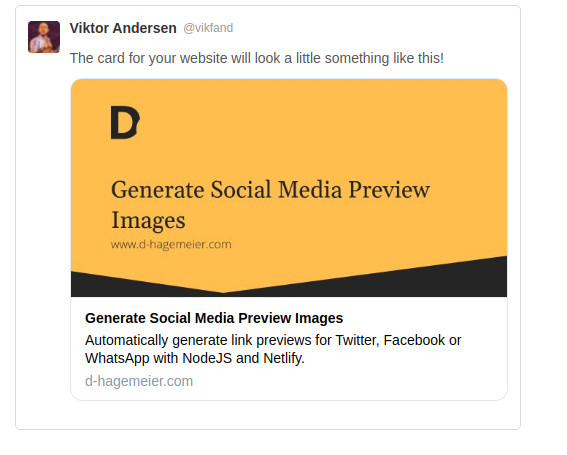 Viktor Andersen @vikfand
The card for your website will look a little something like this!
D
Generate Social Media Preview
Images
www.d-hagemeier.com
Generate Social Media Preview Images
Automatically generate link previews for Twitter, Facebook or
WhatsApp with NodeJS and Netlify.
d-hagemeier.com